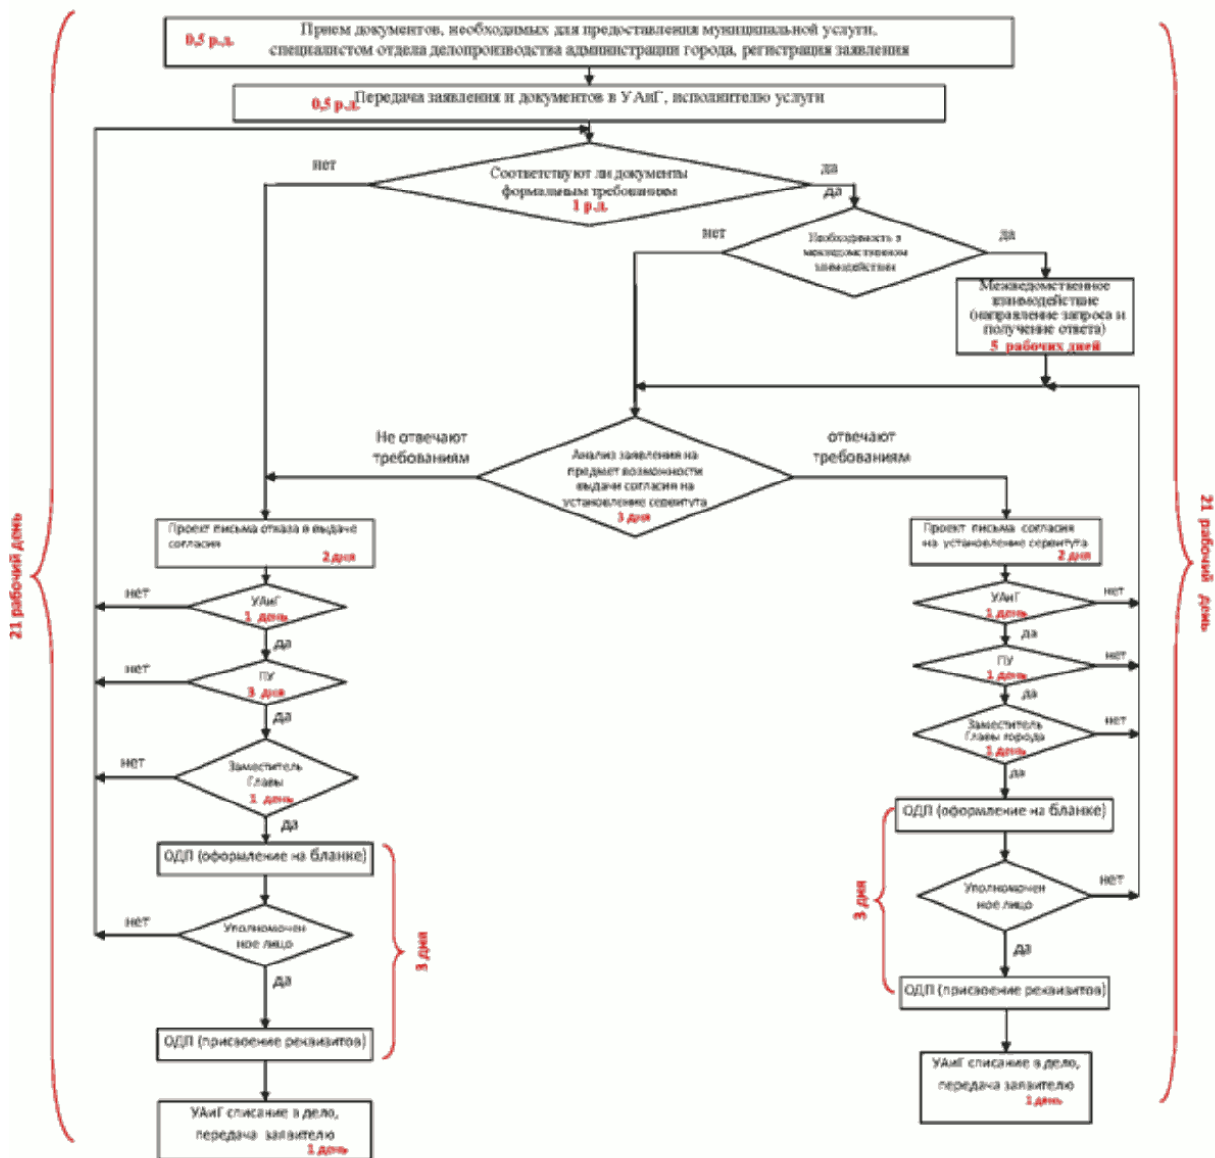 Прием документов, необходимых для предоставления муниципальной услуги,
0,5 р.д.
специалистом отдела делопроизводства администрации города, регистрация заявления
Передача заявления и документов в УАиГ, исполнителю услуги
0,5 р.д.
нет
Соответствуют ли документы
формальным требованиям
1 р.д.
да
да
нет
Необходимость в
межведомственном
заимодействии
да
Межведомственное
взаимодействие
(направление запроса и
получение ответа)
5 рабочих дней
Не отвечают
требованиям
Анализ заявления на
предмет возможности
выдачи согласия на
установление сервитута
3 дня
отвечают
требованиям
21 рабочий день
21 рабочий день
Проект письма отказа в выдаче
согласия
2 дня
Проект письма согласия
на установление сервитута
2 дня
нет
УАиГ
1 день
да
нет
ПУ
3 дня
да
нет
Заместитель
Главы
1 день
да
ОДП (оформление на бланке)
нет
Уполномочен
ное лицо
да
3 дня
ОДП (присвоение реквизитов)
УАиГ списание в дело,
передача заявителю
1 день
УАиГ
1 день
нет
да
ПУ
1 день
нет
да
Заместитель
Главы города
1 день
нет
да
ОДП (оформление на бланке)
Уполномочен
ное лицо
нет
да
3 дня
ОДП (присвоение реквизитов)
УАиГ списание в дело,
передача заявителю
1 день